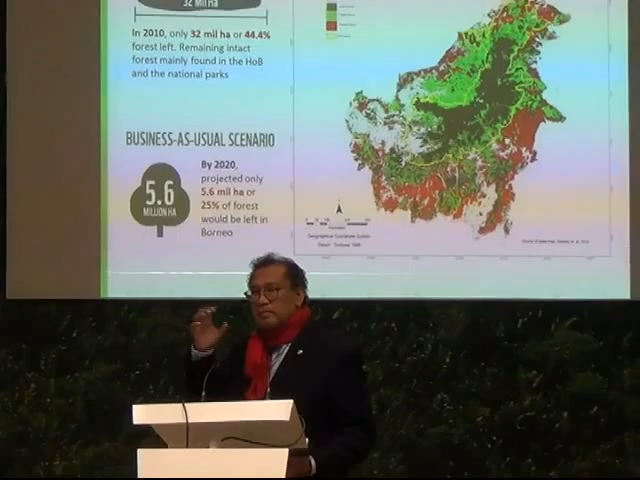 32 Mil Ha
In 2010, only 32 mil ha or 44.4%
forest left. Remaining intact
forest mainly found in the HoB
and the national parks
BUSINESS-AS-USUAL SCENARIO
5.6
MILLION HA
By 2020,
projected only
5.6 mil ha or
25% of forest
would be left in
Borneo